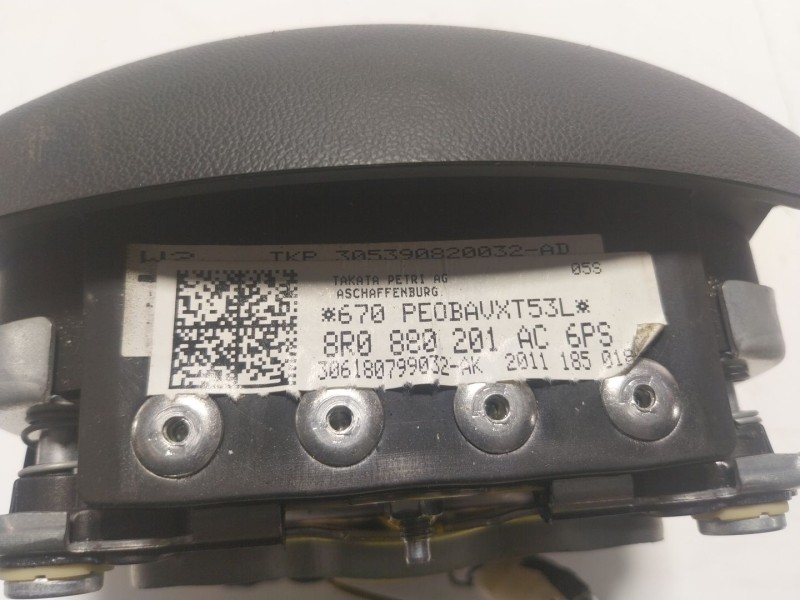 TKP 305390820032-AD
TAKATA PETRI AG 05S
ASCHAFFENBURG
*670 PEOBAVXT53L*
8R0 880 201 AC 6PS
306180799032-AK 2011 185 018